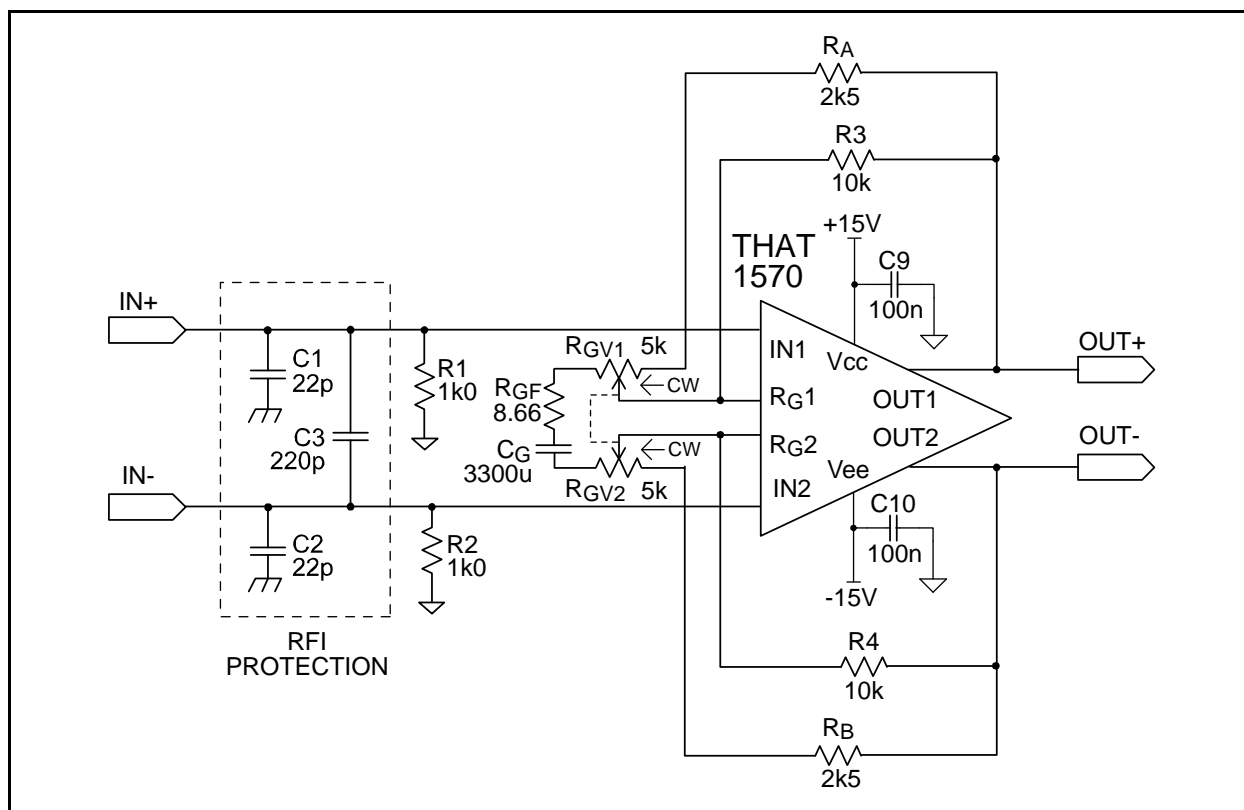 RA
2k5
R3
10k
+15V
THAT
1570
C9
100n
IN+
C1
22p
R1
1k0
RGV1
5k
CW
RGF
8.66
IN1
Vcc
RG1
OUT1
OUT+
C3
220p
CG
3300u
CW
RG2
OUT2
OUT-
IN-
RGV2
5k
IN2
Vee
C2
22p
R2
1k0
C10
100n
-15V
RFI
PROTECTION
R4
10k
RB
2k5